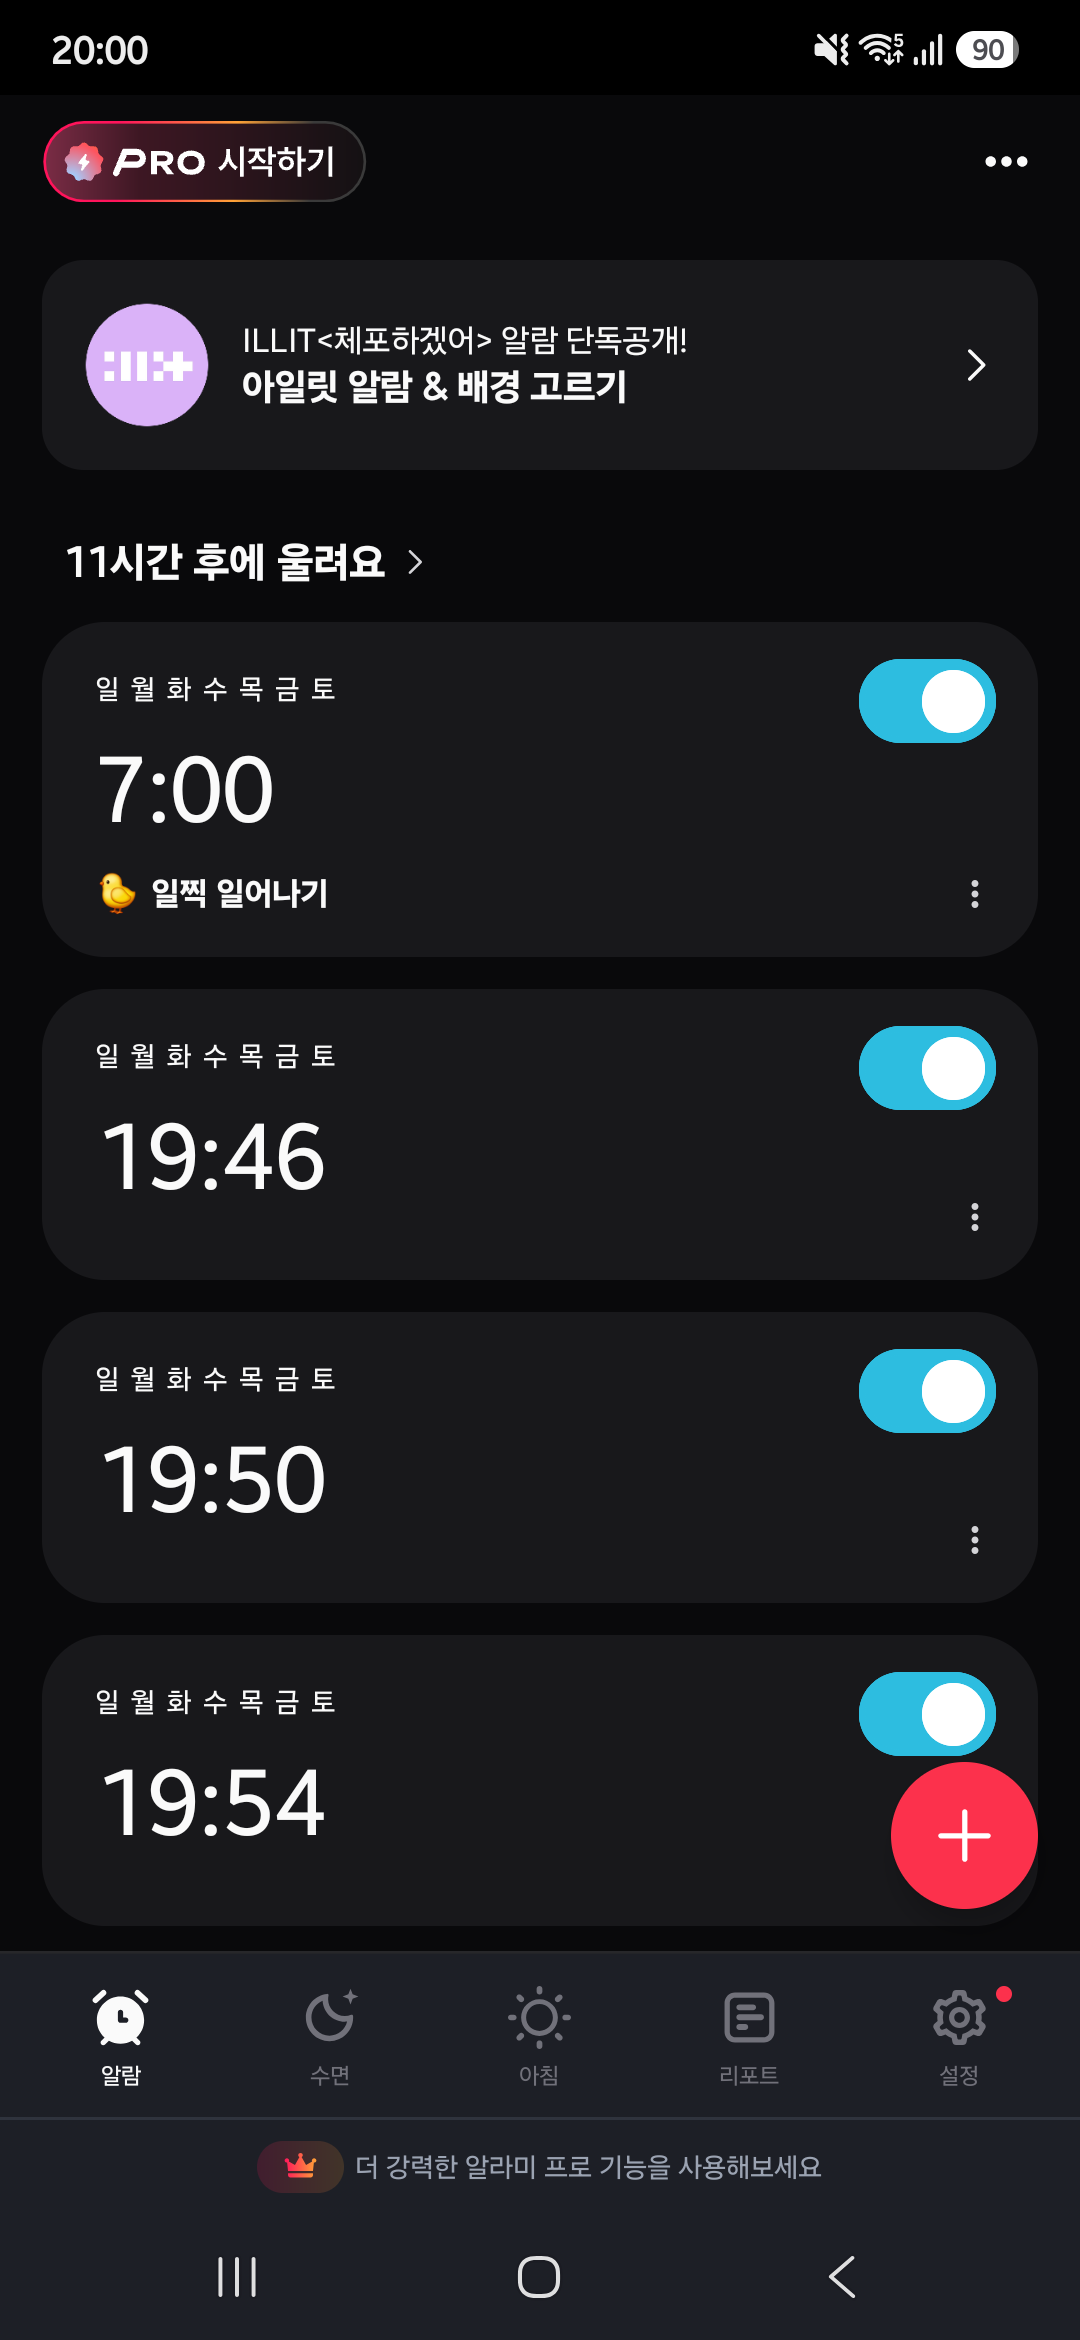 20:00
5
90
PRO 시작하기
ILLIT<체포하겠어> 알람 단독공개!
아일릿 알람 & 배경 고르기
11시간 후에 울려요
일 월 화 수 목 금 토
7:00
🐤 일찍 일어나기
일 월 화 수 목 금 토
19:46
일 월 화 수 목 금 토
19:50
일 월 화 수 목 금 토
19:54
알람
수면
아침
리포트
설정
더 강력한 알라미 프로 기능을 사용해보세요